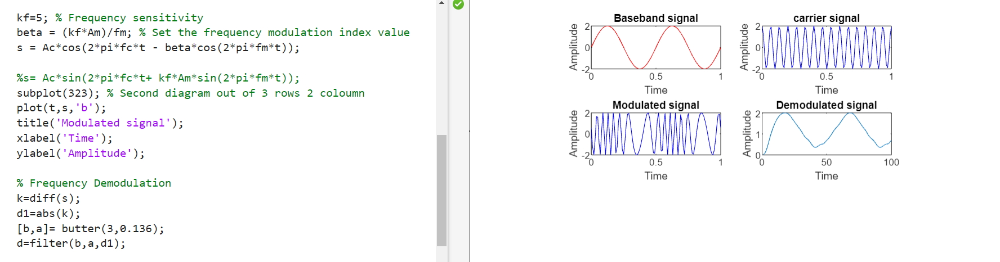 kf=5; % Frequency sensitivity
beta = (kf*Am)/fm; % Set the frequency modulation index value
s = Ac*cos(2*pi*fc*t - beta*cos(2*pi*fm*t));
%s= Ac*sin(2*pi*fc*t+ kf*Am*sin(2*pi*fm*t));
subplot(323); % Second diagram out of 3 rows 2 coloumn
plot(t,s,'b');
title('Modulated signal');
xlabel('Time');
ylabel('Amplitude');
% Frequency Demodulation
k=diff(s);
d1=abs(k);
[b,a]= butter(3,0.136);
d=filter(b,a,d1);
Baseband signal
Amplitude
2
0
-2
0 0.5 1
Time
carrier signal
Amplitude
2
0
-2
0 0.5 1
Time
Modulated signal
Amplitude
2
0
-2
0 0.5 1
Time
Demodulated signal
Amplitude
2
1
0
0 50 100
Time